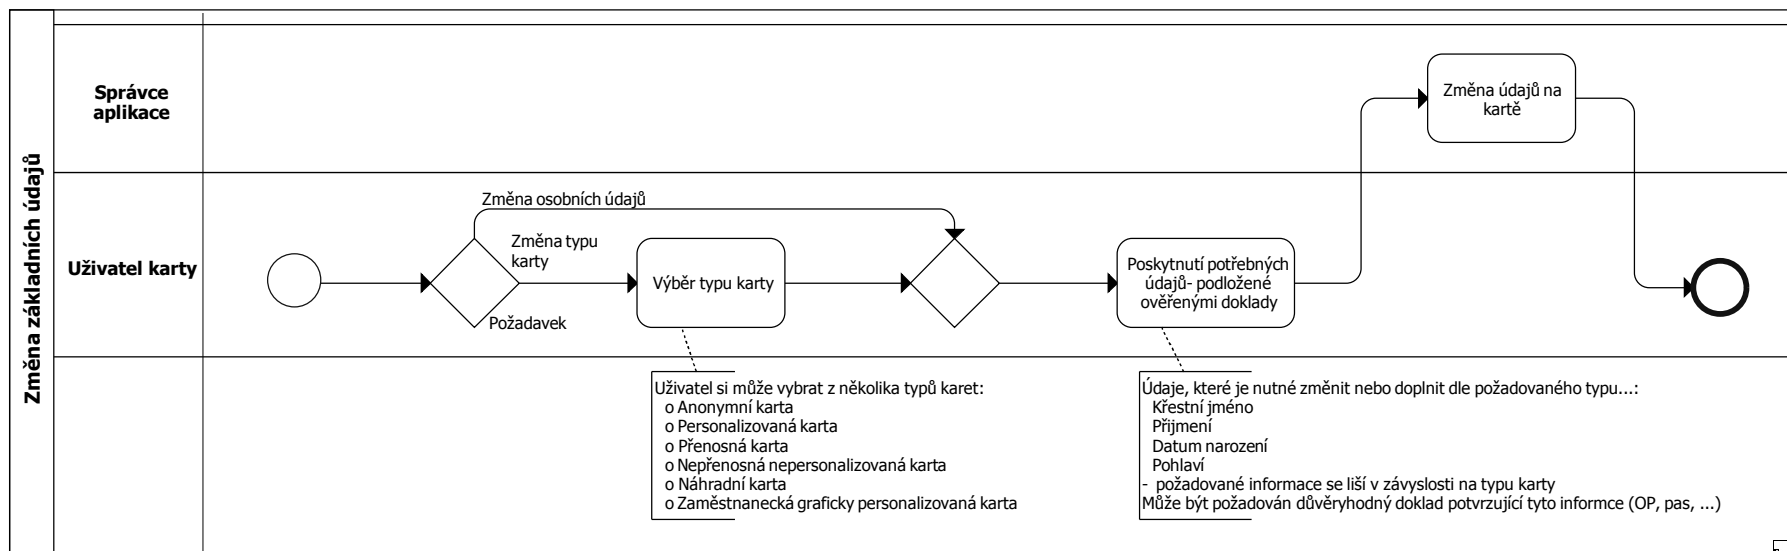 Změna základních údajů
Správce
aplikace
Změna údajů na
kartě
Uživatel karty
Změna osobních údajů
Změna typu
karty
Požadavek
Výběr typu karty
Poskytnutí potřebných
údajů- podložené
ověřenými doklady
Uživatel si může vybrat z několika typů karet:
o Anonymní karta
o Personalizovaná karta
o Přenosná karta
o Nepřenosná nepersonalizovaná karta
o Náhradní karta
o Zaměstnanecká graficky personalizovaná karta
Údaje, které je nutné změnit nebo doplnit dle požadovaného typu...:
Křestní jméno
Přijmení
Datum narození
Pohlaví
- požadované informace se liší v závyslosti na typu karty
Může být požadován důvěryhodný doklad potvrzující tyto informce (OP, pas, ...)